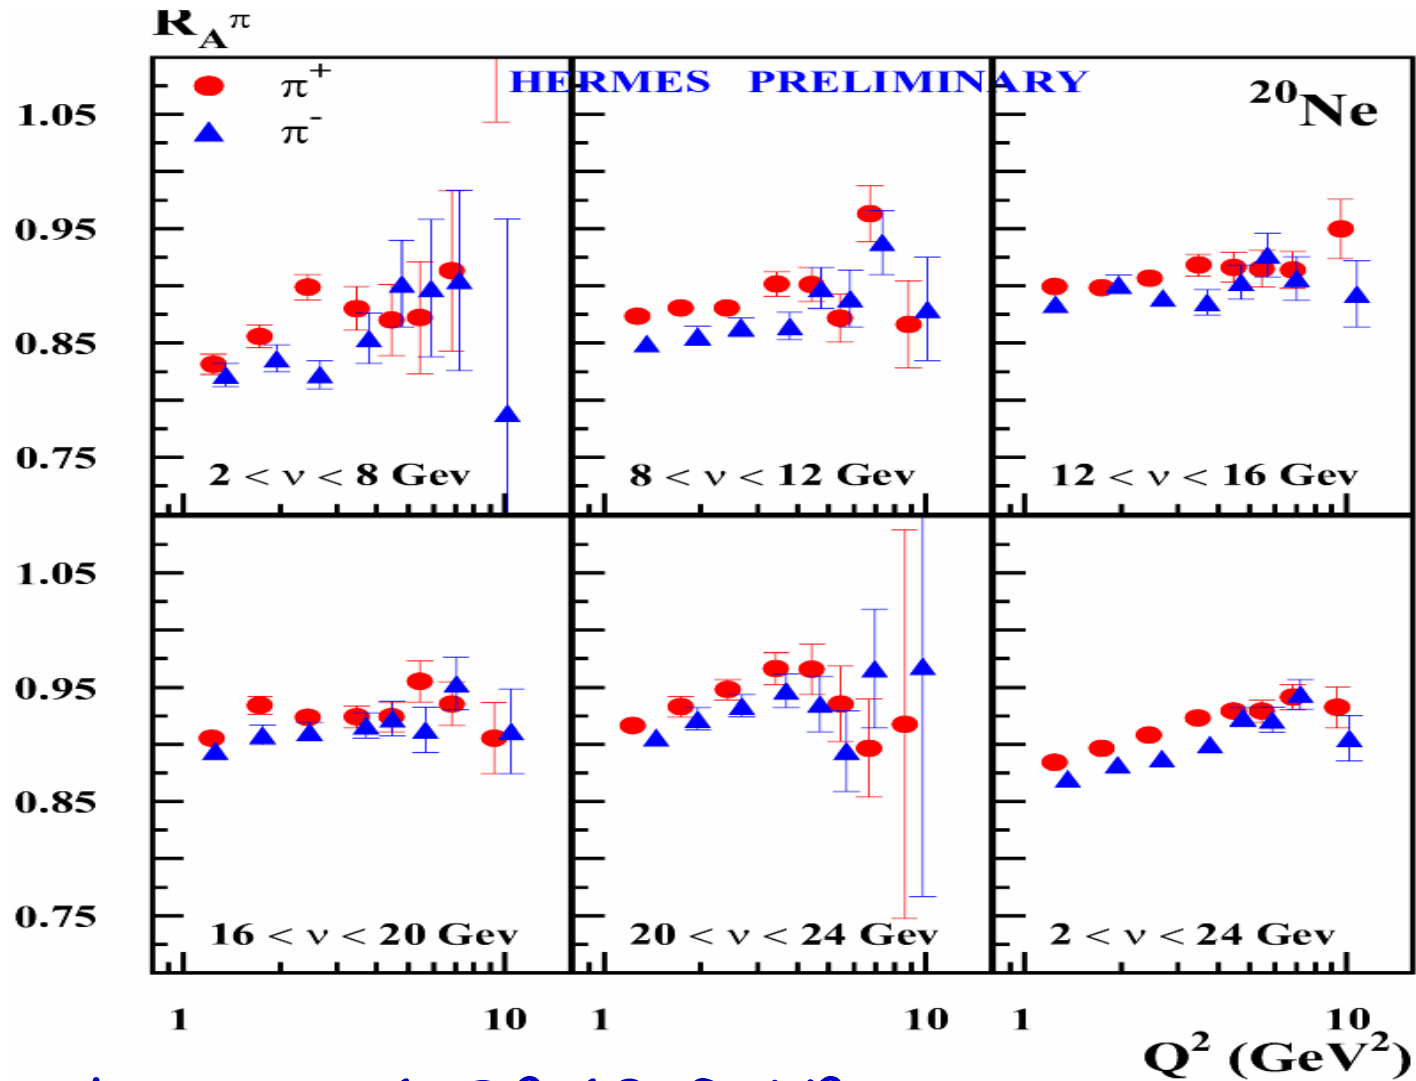 R_A^π
π⁺ HERMES PRELIMINARY ²⁰Ne
π⁻
1.05
0.95
0.85
0.75
2 < ν < 8 Gev 8 < ν < 12 Gev 12 < ν < 16 Gev
1.05
0.95
0.85
0.75
16 < ν < 20 Gev 20 < ν < 24 Gev 2 < ν < 24 Gev
1 10 1 10 1 10
Q² (GeV²)